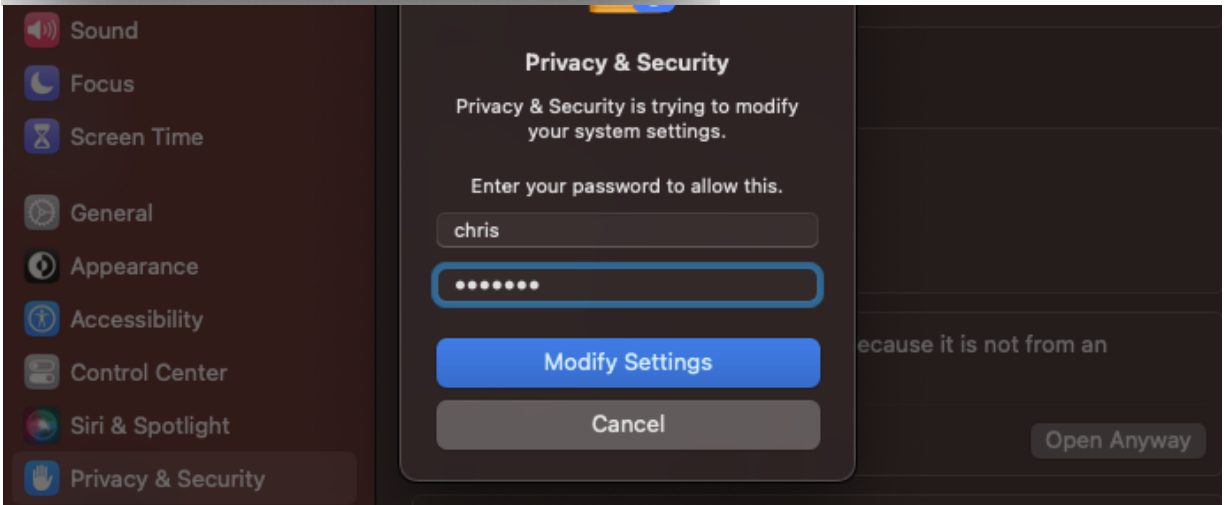 Sound
Focus
Screen Time
General
Appearance
Accessibility
Control Center
Siri & Spotlight
Privacy & Security
Privacy & Security
Privacy & Security is trying to modify
your system settings.
Enter your password to allow this.
chris
•••••••
Modify Settings
Cancel
ecause it is not from an
Open Anyway